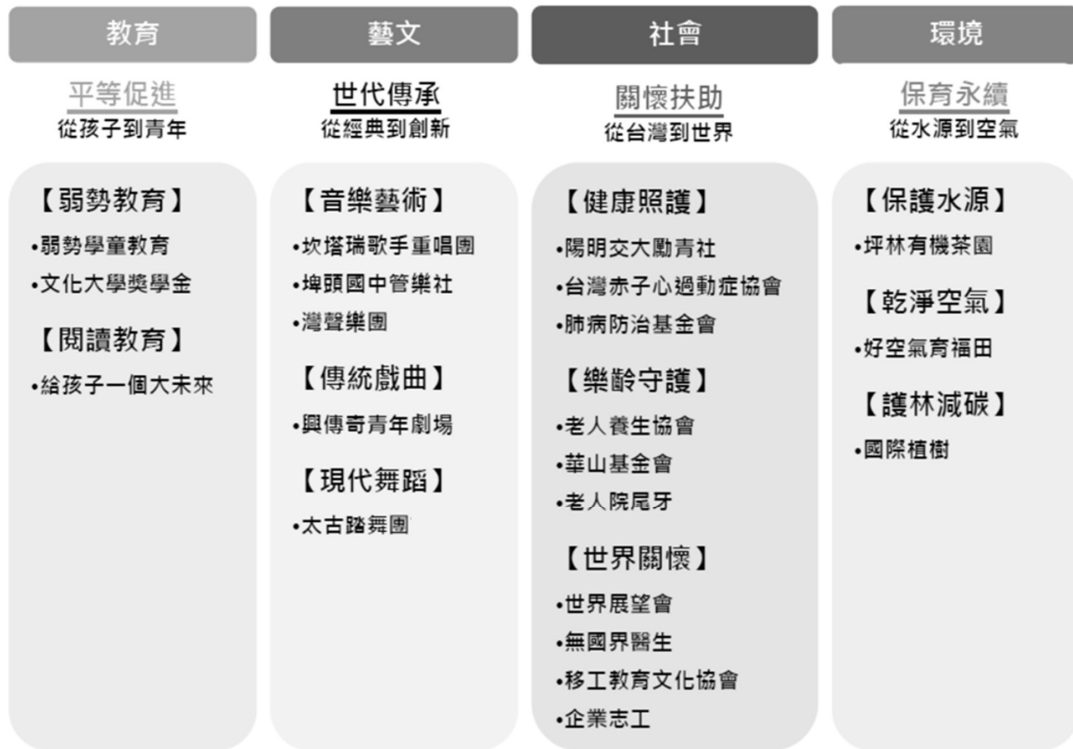 教育
平等促進
從孩子到青年
【弱勢教育】
•弱勢學童教育
•文化大學獎學金
【閱讀教育】
•給孩子一個大未來
藝文
世代傳承
從經典到創新
【音樂藝術】
•坎塔瑞歌手重唱團
•埤頭國中管樂社
•灣聲樂團
【傳統戲曲】
•興傳奇青年劇場
【現代舞蹈】
•太古踏舞團
社會
關懷扶助
從台灣到世界
【健康照護】
•陽明交大勵青社
•台灣赤子心過動症協會
•肺病防治基金會
【樂齡守護】
•老人養生協會
•華山基金會
•老人院尾牙
【世界關懷】
•世界展望會
•無國界醫生
•移工教育文化協會
•企業志工
環境
保育永續
從水源到空氣
【保護水源】
•坪林有機茶園
【乾淨空氣】
•好空氣育福田
【護林減碳】
•國際植樹